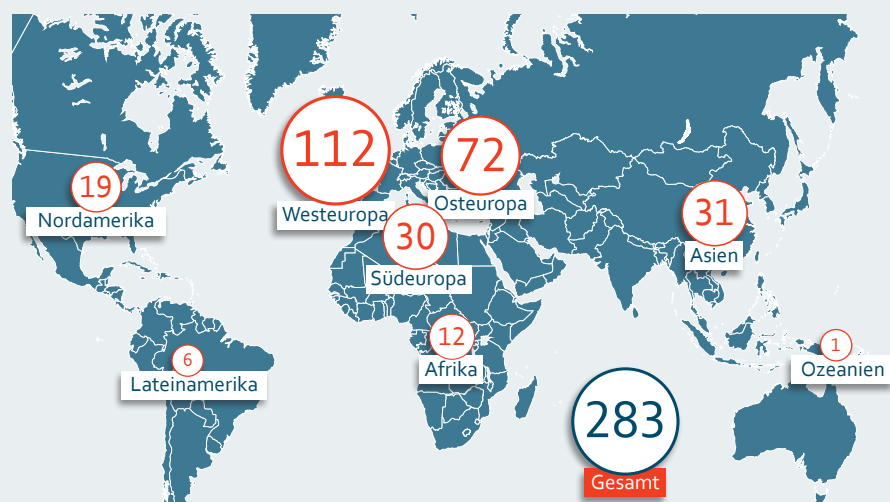 112
Westeuropa
72
Osteuropa
19
Nordamerika
30
Südeuropa
31
Asien
12
Afrika
6
Lateinamerika
1
Ozeanien
283
Gesamt